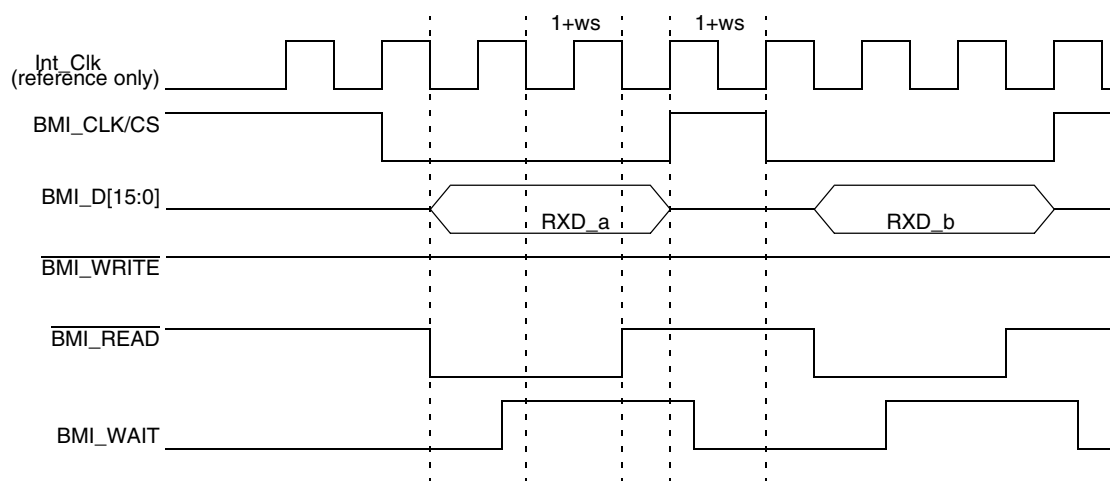 1+ws 1+ws
Int_Clk
(reference only)
BMI_CLK/CS
BMI_D[15:0]
RXD_a RXD_b
BMI_WRITE
BMI_READ
BMI_WAIT